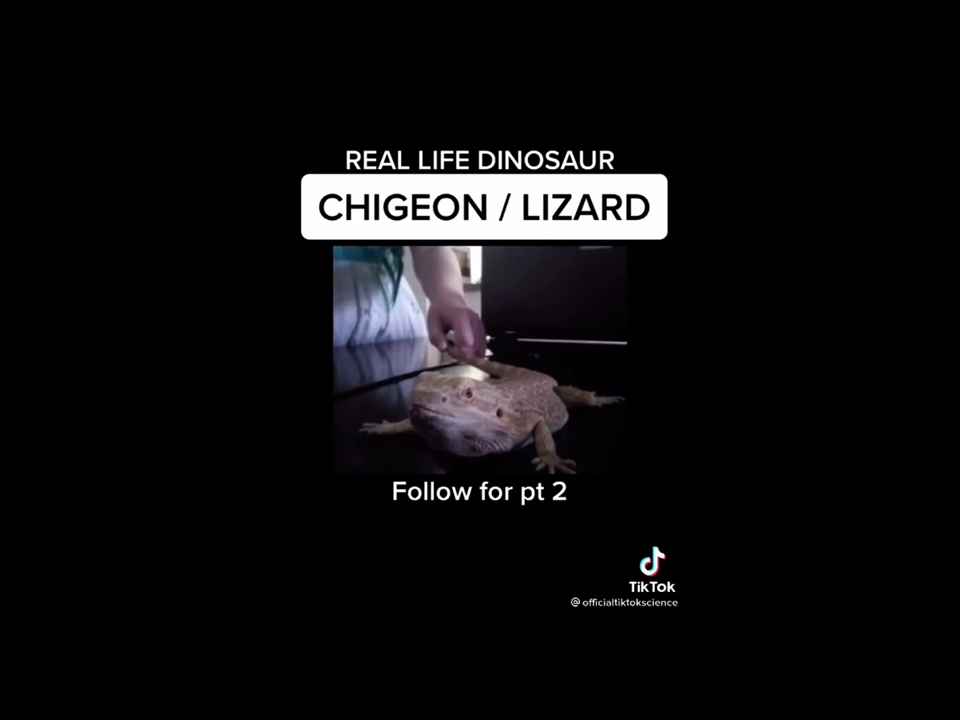 REAL LIFE DINOSAUR
CHIGEON / LIZARD
Follow for pt 2
TikTok
@officialtiktokscience